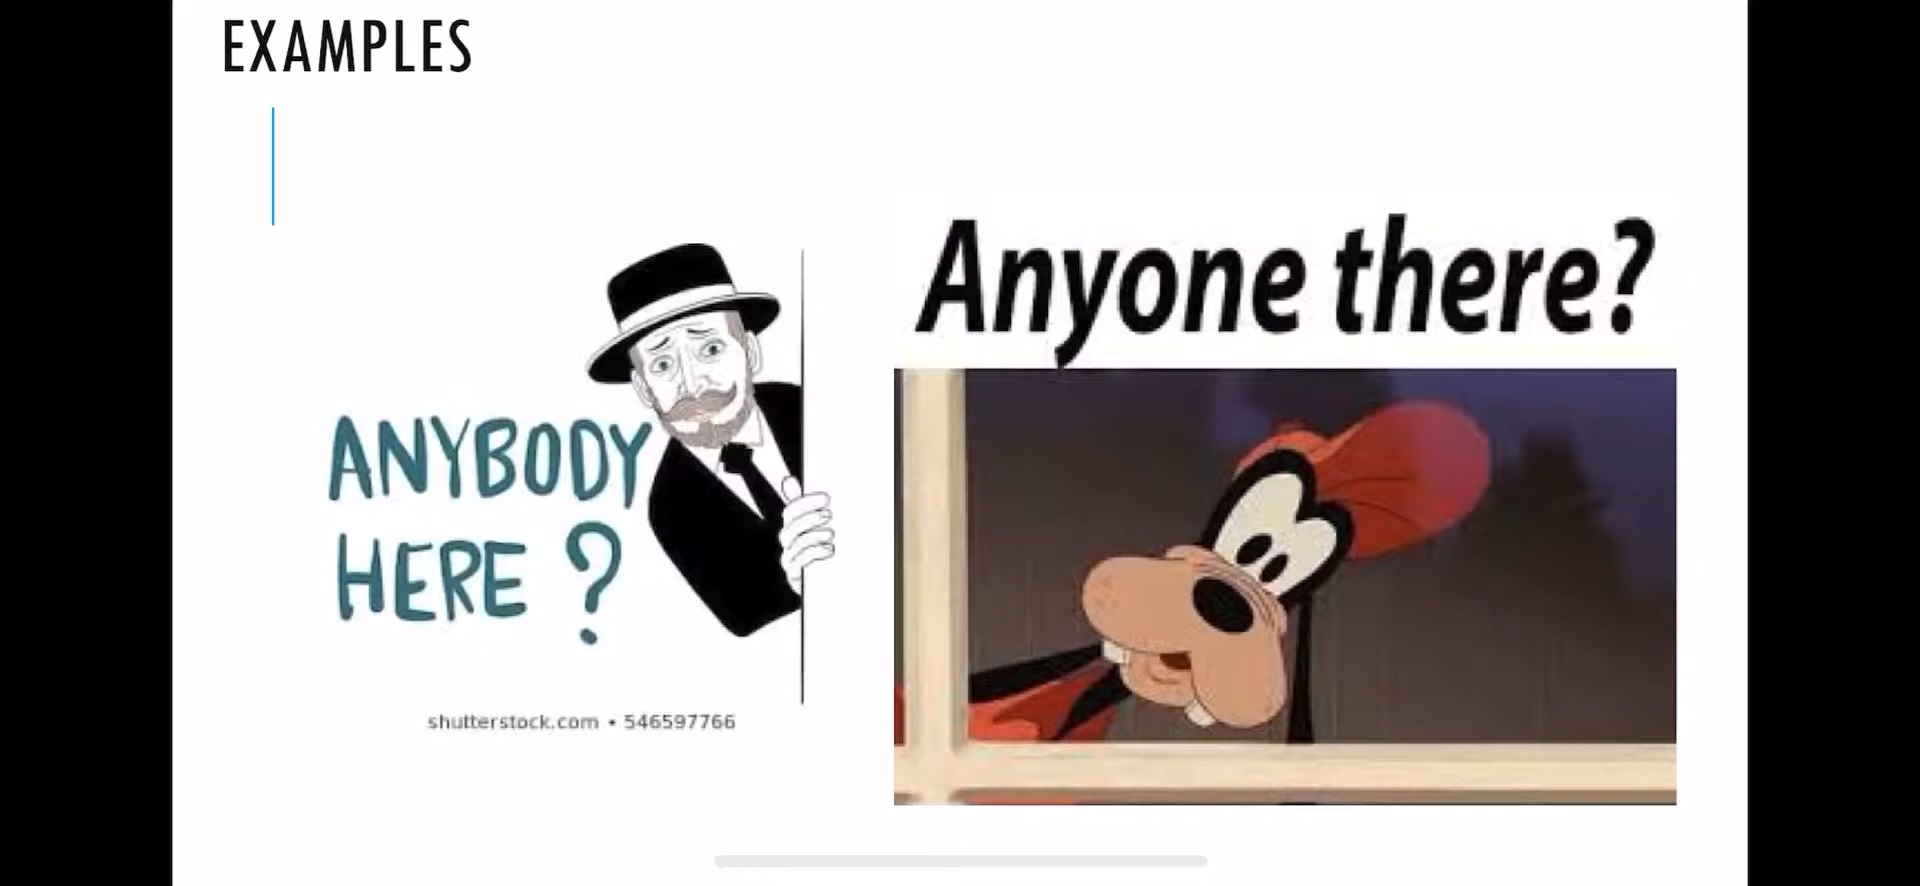 EXAMPLES
ANYBODY
HERE ?
shutterstock.com • 546597766
Anyone there?